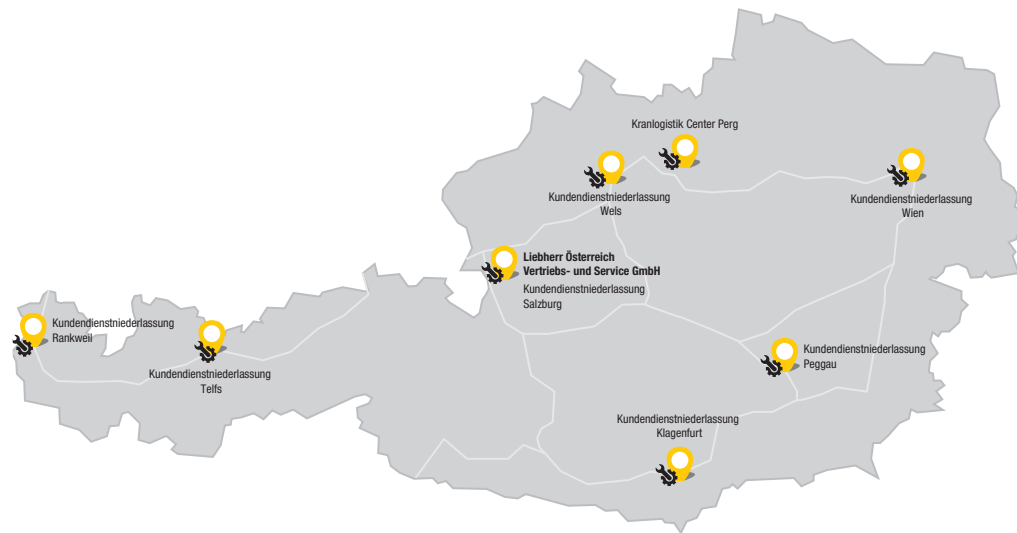 Kranlogistik Center Perg
Kundendienstniederlassung
Wels
Kundendienstniederlassung
Wien
Liebherr Österreich
Vertriebs- und Service GmbH
Kundendienstniederlassung
Salzburg
Kundendienstniederlassung
Rankweil
Kundendienstniederlassung
Telfs
Kundendienstniederlassung
Peggau
Kundendienstniederlassung
Klagenfurt